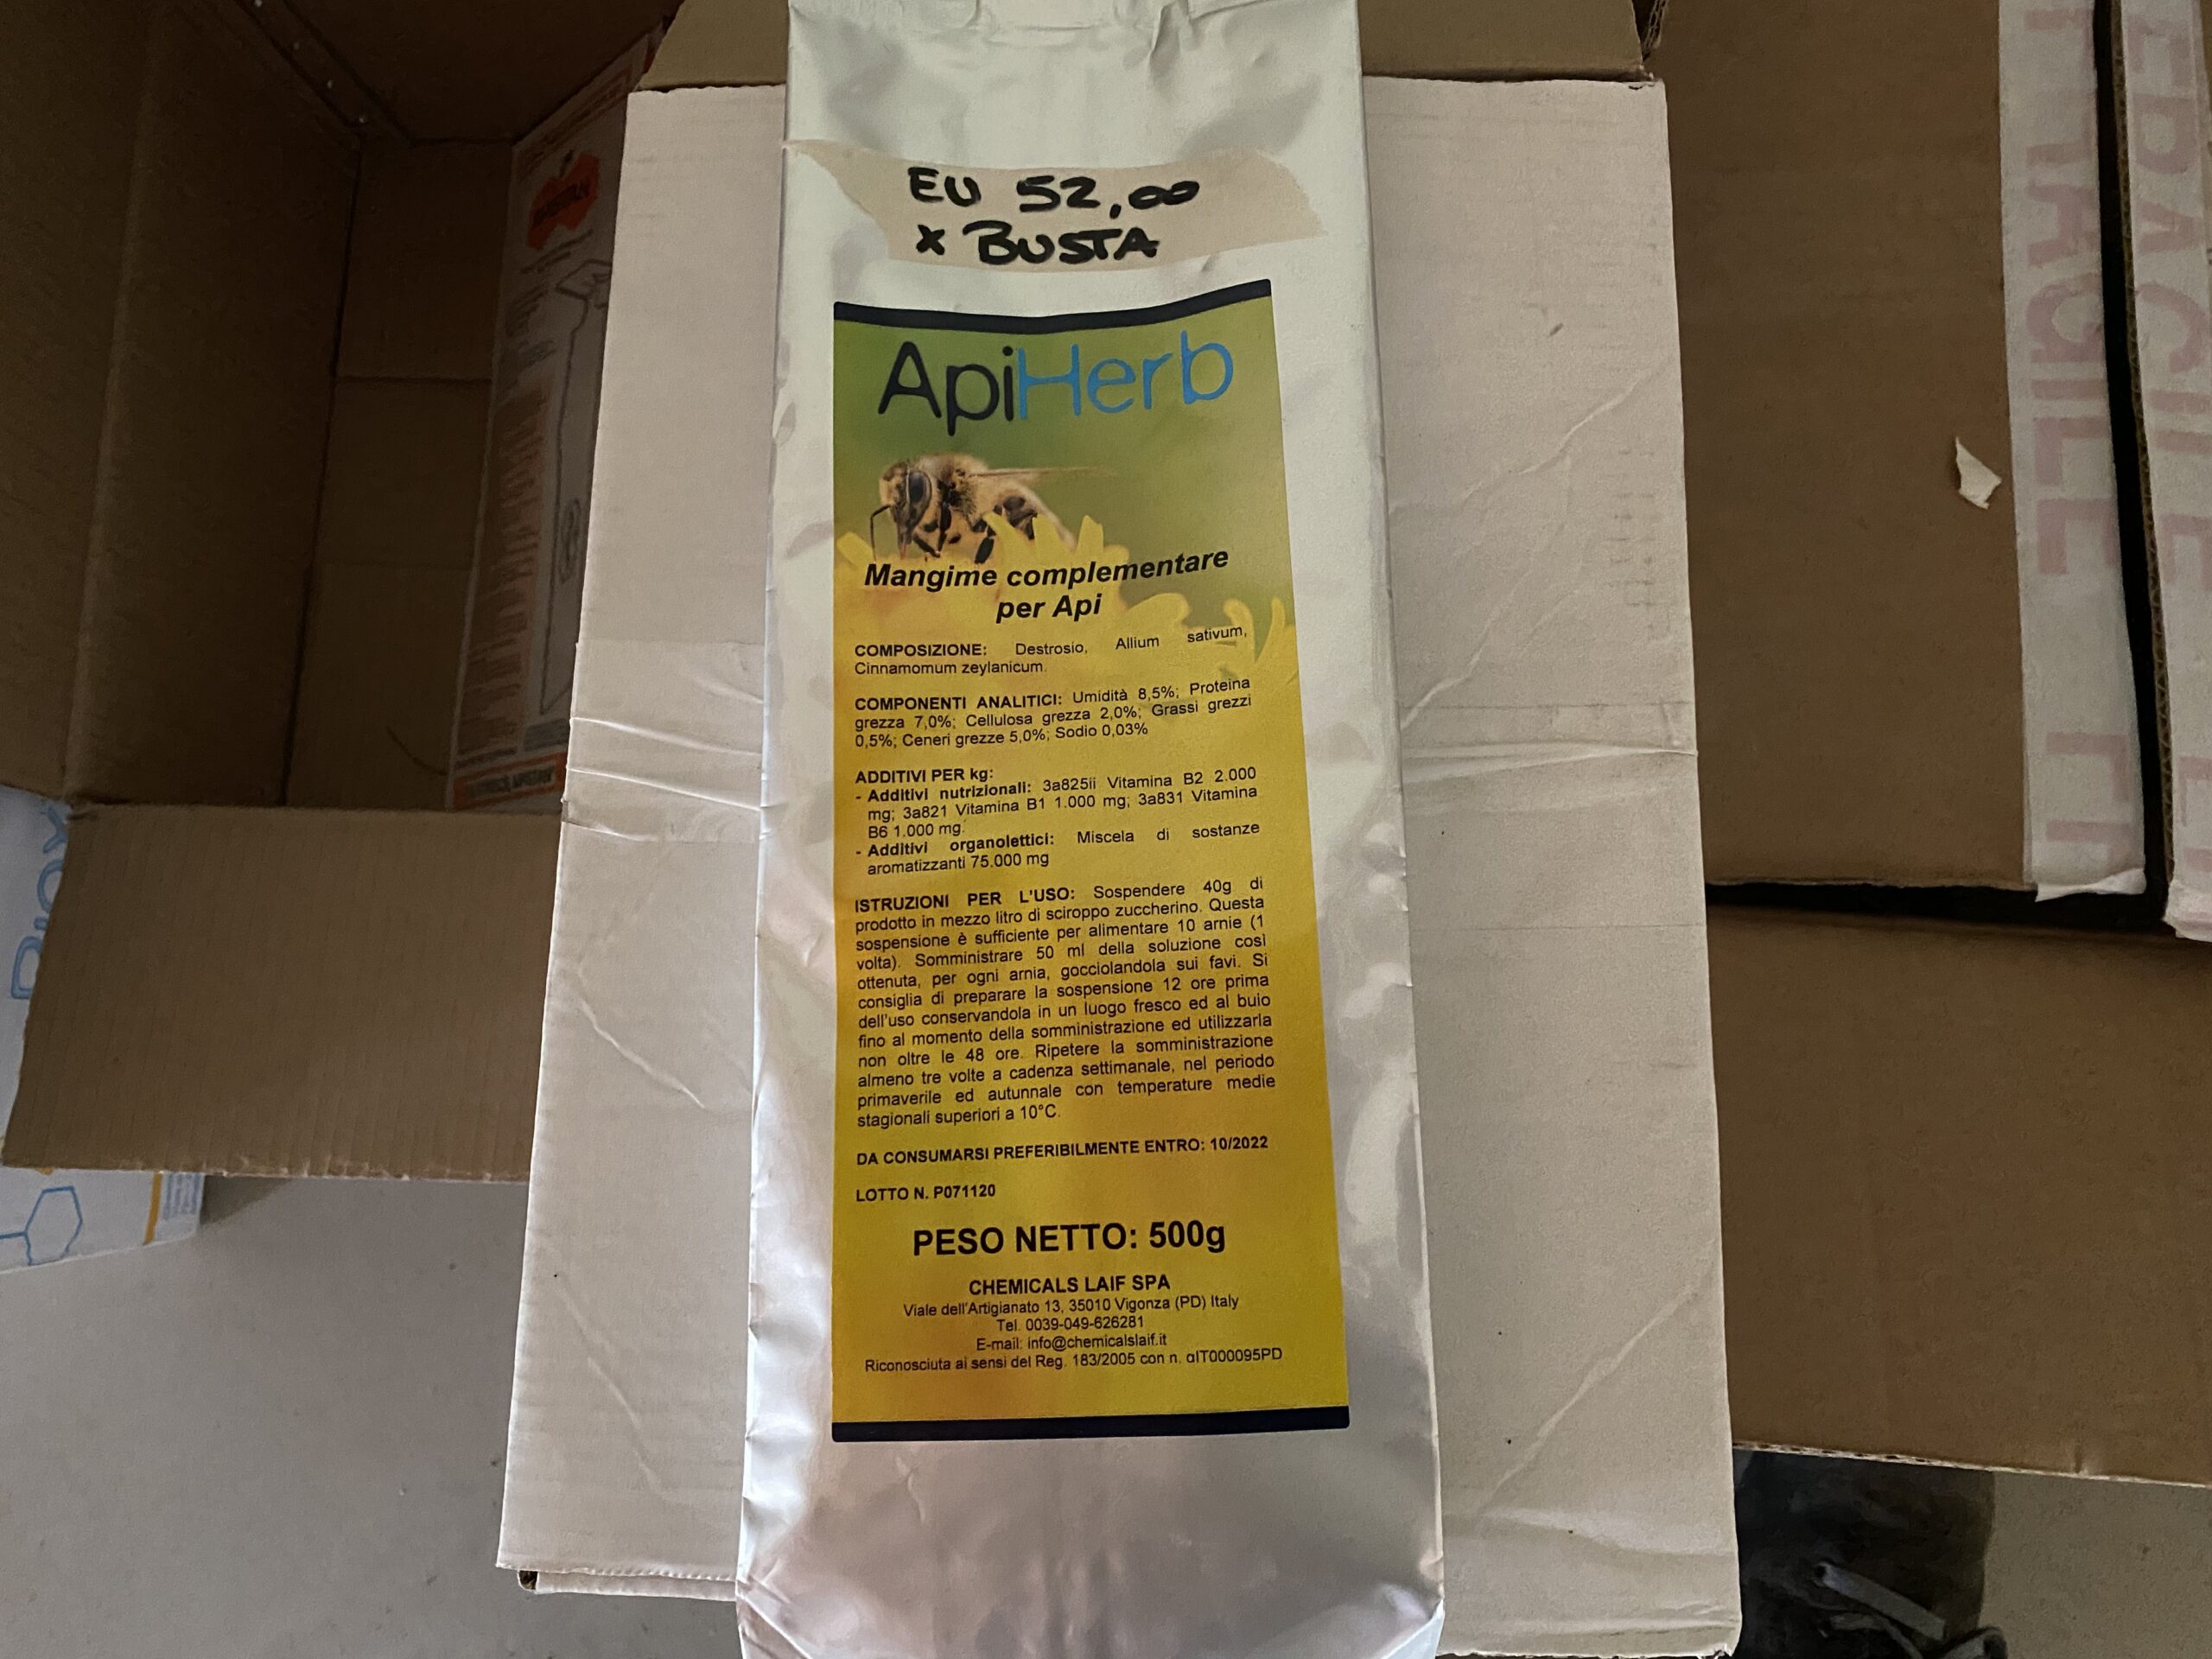 EU 52,00
x BUSTA
ApiHerb
Mangime complementare
per Api
COMPOSIZIONE: Destrosio, Allium sativum,
Cinnamomum zeylanicum.
COMPONENTI ANALITICI: Umidità 8,5%; Proteina
grezza 7,0%; Cellulosa grezza 2,0%; Grassi grezzi
0,5%; Ceneri grezze 5,0%; Sodio 0,03%
ADDITIVI PER kg:
- Additivi nutrizionali: 3a825ii Vitamina B2 2.000
mg; 3a821 Vitamina B1 1.000 mg; 3a831 Vitamina
B6 1.000 mg.
- Additivi organolettici: Miscela di sostanze
aromatizzanti 75.000 mg
ISTRUZIONI PER L'USO: Sospendere 40g di
prodotto in mezzo litro di sciroppo zuccherino. Questa
sospensione è sufficiente per alimentare 10 arnie (1
volta). Somministrare 50 ml della soluzione così
ottenuta, per ogni arnia, gocciolandola sui favi. Si
consiglia di preparare la sospensione 12 ore prima
dell'uso conservandola in un luogo fresco ed al buio
fino al momento della somministrazione ed utilizzarla
non oltre le 48 ore. Ripetere la somministrazione
almeno tre volte a cadenza settimanale, nel periodo
primaverile ed autunnale con temperature medie
stagionali superiori a 10°C.
DA CONSUMARSI PREFERIBILMENTE ENTRO: 10/2022
LOTTO N. P071120
PESO NETTO: 500g
CHEMICALS LAIF SPA
Viale dell'Artigianato 13, 35010 Vigonza (PD) Italy
Tel. 0039-049-626281
E-mail: info@chemicalslaif.it
Riconosciuta ai sensi del Reg. 183/2005 con n. αIT000095PD
FRAGILE
FRAGILE